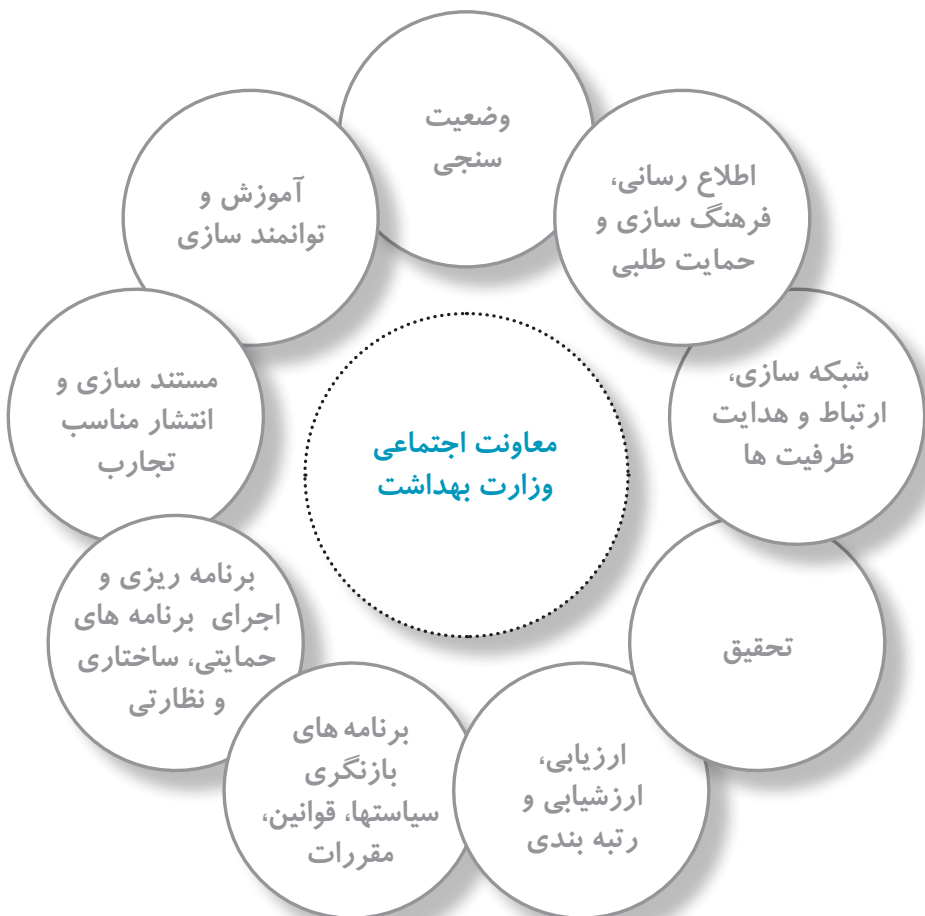 وضعیت
سنجی
اطلاع رسانی،
فرهنگ سازی و
حمایت طلبی
شبکه سازی،
ارتباط و هدایت
ظرفیت ها
تحقیق
ارزیابی،
ارزشیابی و
رتبه بندی
برنامه های
بازنگری
سیاستها، قوانین،
مقررات
برنامه ریزی و
اجرای برنامه های
حمایتی، ساختاری
و نظارتی
مستند سازی و
انتشار مناسب
تجارب
آموزش و
توانمند سازی
معاونت اجتماعی
وزارت بهداشت